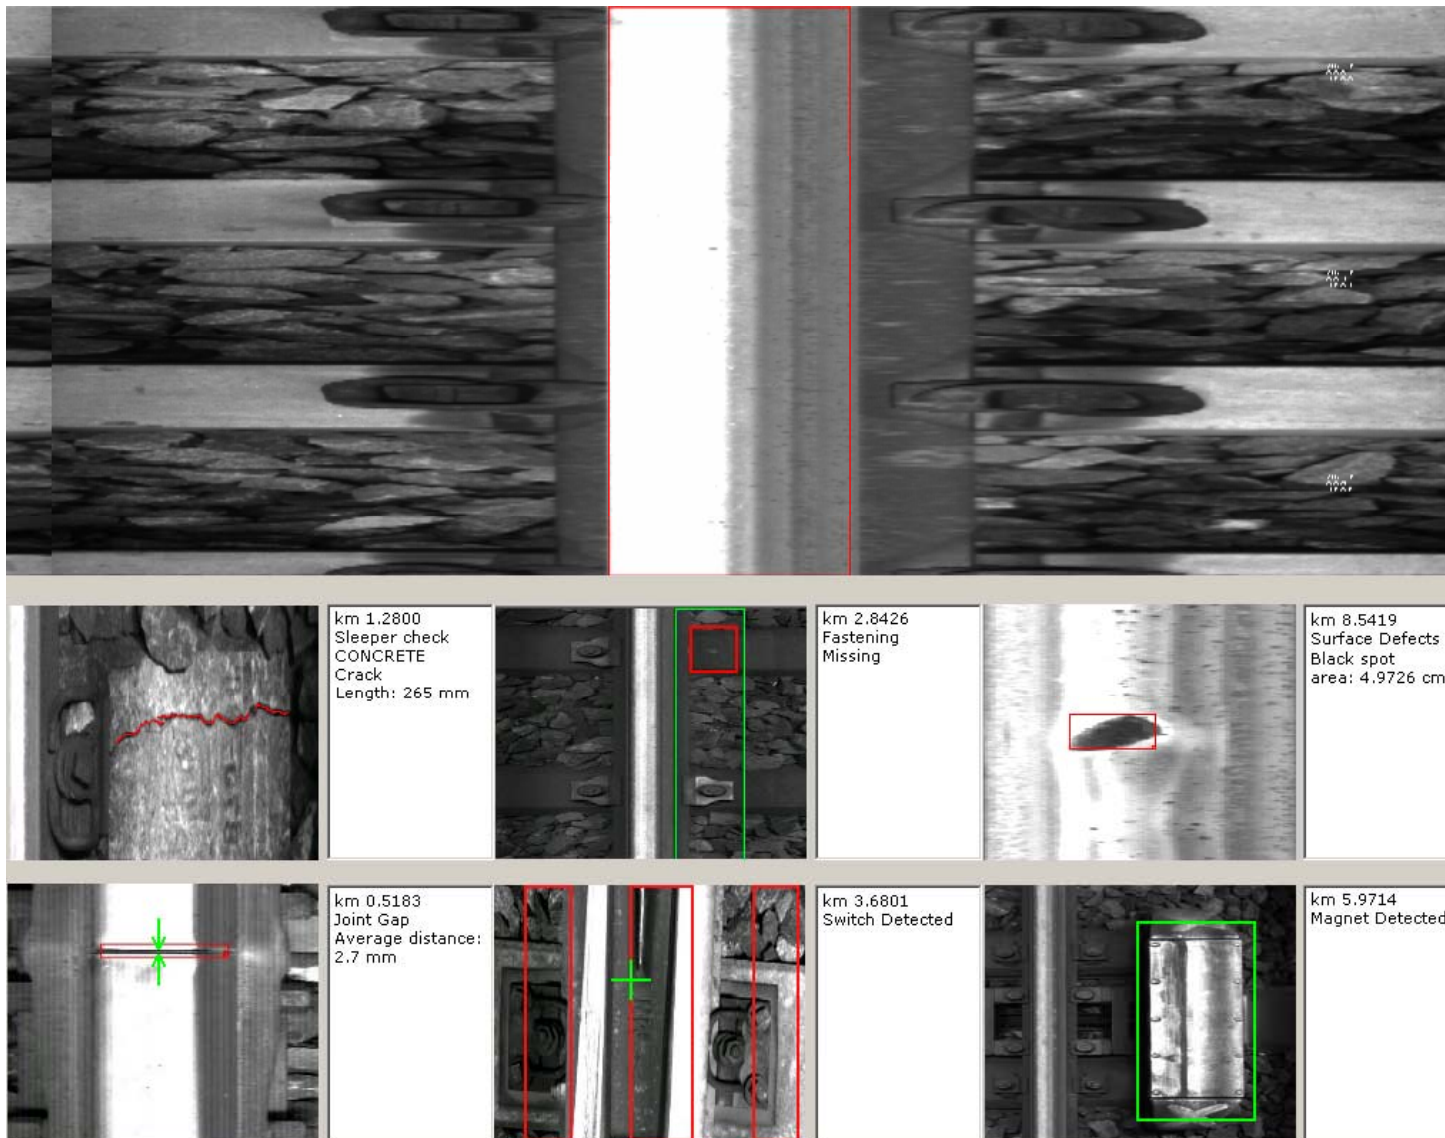 km 1.2800
Sleeper check
CONCRETE
Crack
Length: 265 mm
km 2.8426
Fastening
Missing
km 8.5419
Surface Defects
Black spot
area: 4.9726 cm
km 0.5183
Joint Gap
Average distance:
2.7 mm
km 3.6801
Switch Detected
km 5.9714
Magnet Detected